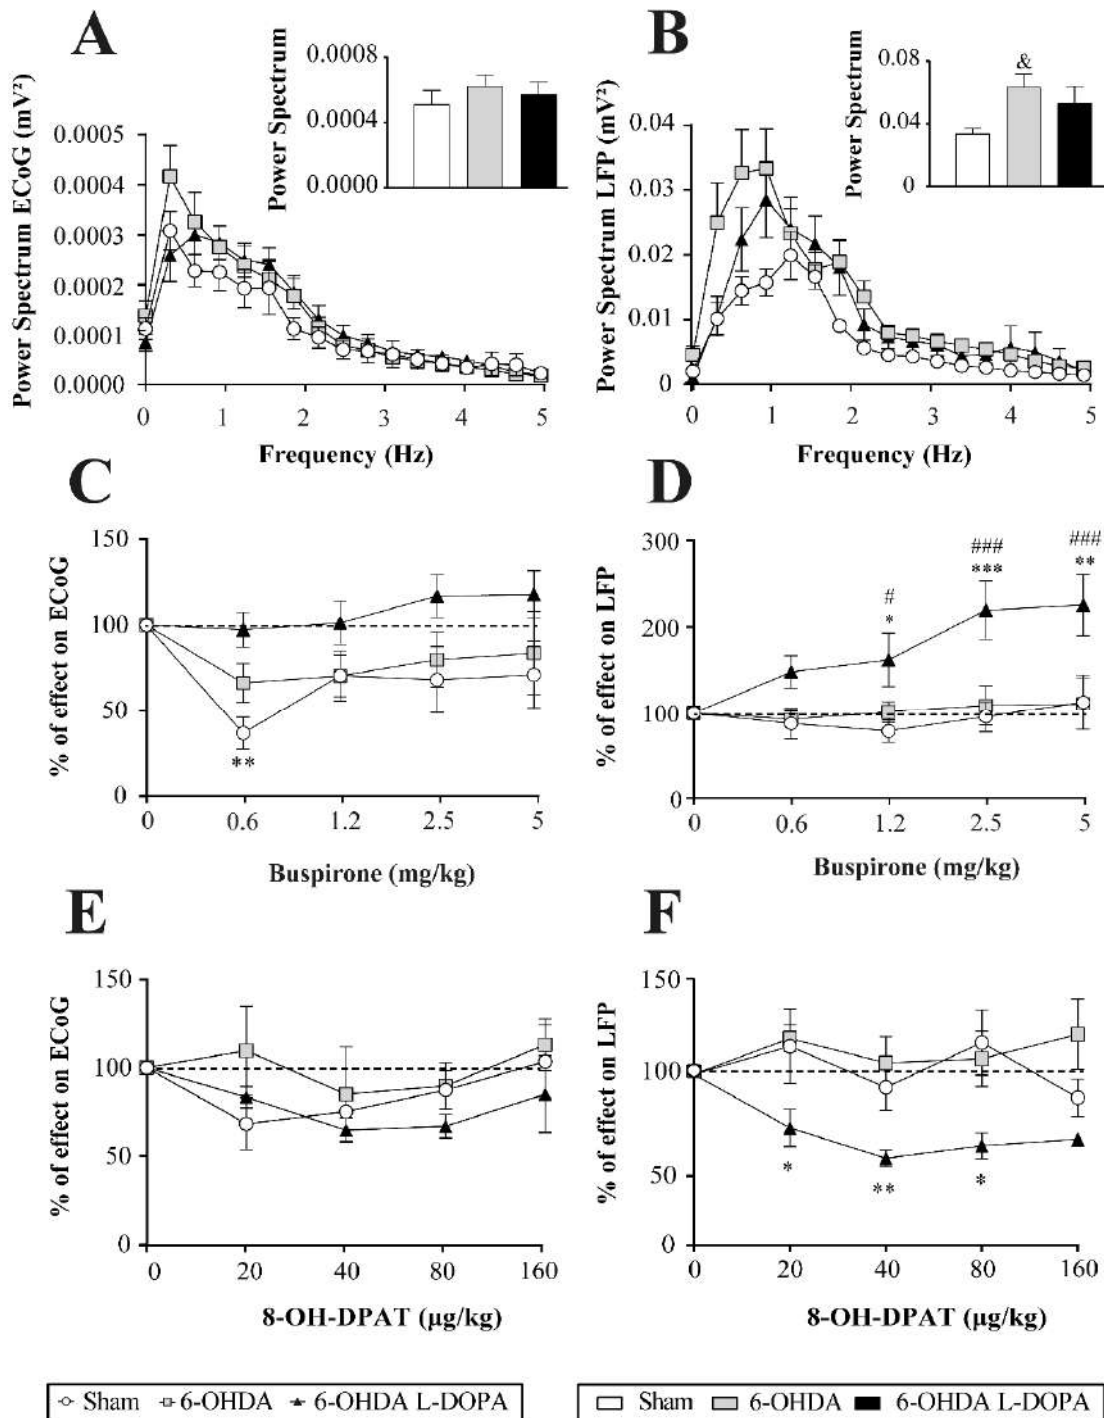 A
B
0.0008
0.0004
0.0000
Power Spectrum
0.08
0.04
0
Power Spectrum
&
Power Spectrum ECoG (mV²)
0.0005
0.0004
0.0003
0.0002
0.0001
0.0000
0 1 2 3 4 5
Frequency (Hz)
Power Spectrum LFP (mV²)
0.04
0.03
0.02
0.01
0
0 1 2 3 4 5
Frequency (Hz)
C
D
% of effect on ECoG
150
100
50
0
**
0 0.6 1.2 2.5 5
Buspirone (mg/kg)
% of effect on LFP
300
200
100
0
# ### ###
* *** **
0 0.6 1.2 2.5 5
Buspirone (mg/kg)
E
F
% of effect on ECoG
150
100
50
0
0 20 40 80 160
8-OH-DPAT (µg/kg)
% of effect on LFP
150
100
50
0
* ** *
0 20 40 80 160
8-OH-DPAT (µg/kg)
Sham 6-OHDA 6-OHDA L-DOPA
Sham 6-OHDA 6-OHDA L-DOPA